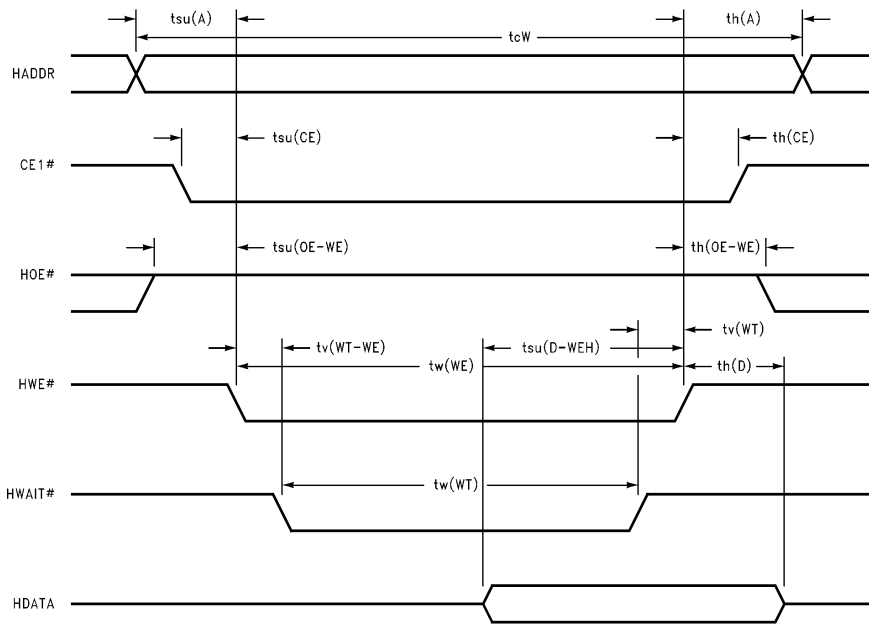 tsu(A)
th(A)
tcW
HADDR
tsu(CE)
th(CE)
CE1#
tsu(OE-WE)
th(OE-WE)
HOE#
tv(WT-WE)
tsu(D-WEH)
tv(WT)
tw(WE)
th(D)
HWE#
tw(WT)
HWAIT#
HDATA